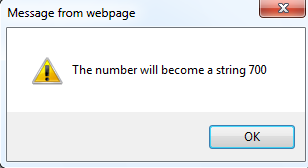 Message from webpage
The number will become a string 700
OK